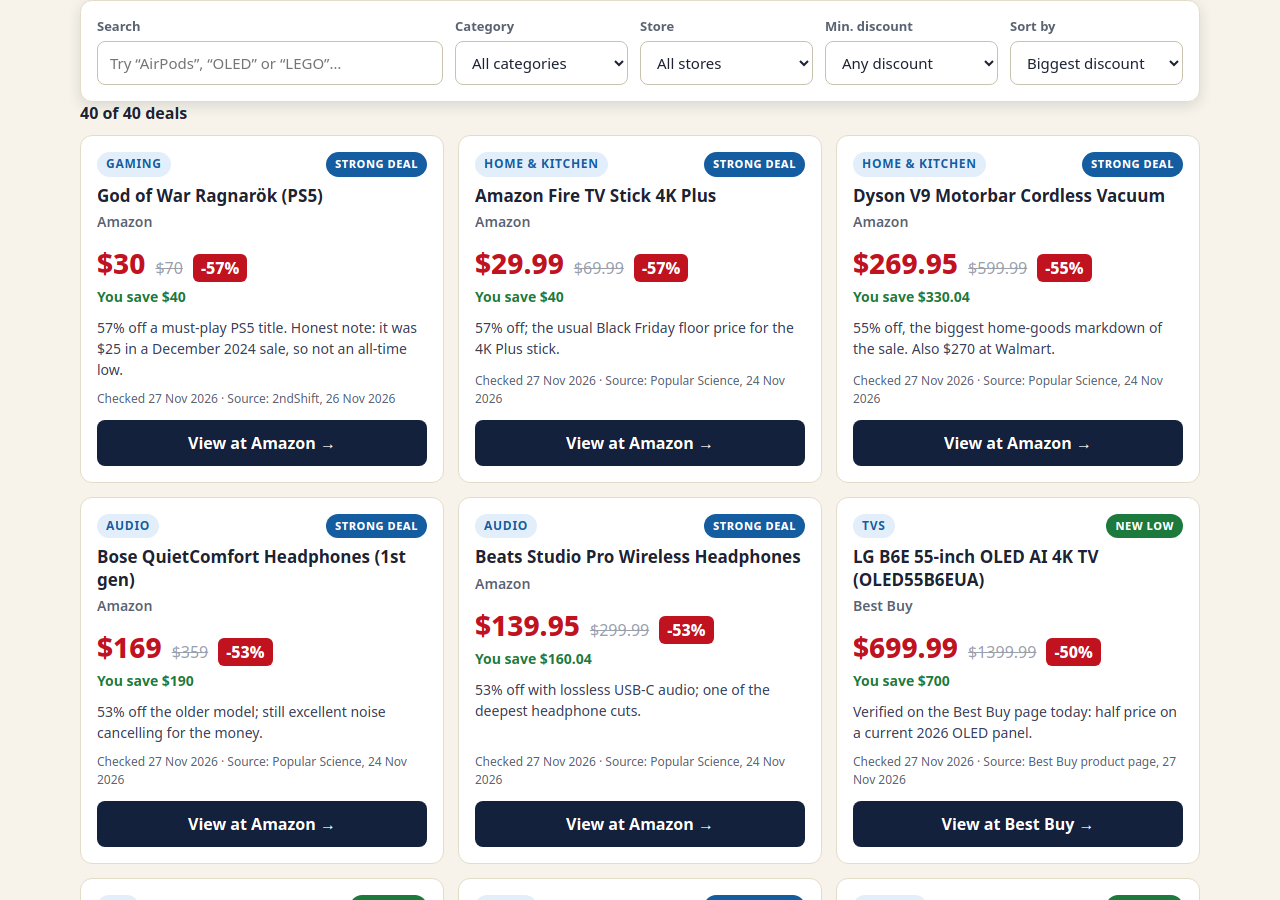 Search
Category
Store
Min. discount
Sort by
Try “AirPods”, “OLED” or “LEGO”…
All categories
All stores
Any discount
Biggest discount
40 of 40 deals
GAMING
STRONG DEAL
God of War Ragnarök (PS5)
Amazon
$30 $70 -57%
You save $40
57% off a must-play PS5 title. Honest note: it was
$25 in a December 2024 sale, so not an all-time
low.
Checked 27 Nov 2026 · Source: 2ndShift, 26 Nov 2026
View at Amazon →
HOME & KITCHEN
STRONG DEAL
Amazon Fire TV Stick 4K Plus
Amazon
$29.99 $69.99 -57%
You save $40
57% off; the usual Black Friday floor price for the
4K Plus stick.
Checked 27 Nov 2026 · Source: Popular Science, 24 Nov
2026
View at Amazon →
HOME & KITCHEN
STRONG DEAL
Dyson V9 Motorbar Cordless Vacuum
Amazon
$269.95 $599.99 -55%
You save $330.04
55% off, the biggest home-goods markdown of
the sale. Also $270 at Walmart.
Checked 27 Nov 2026 · Source: Popular Science, 24 Nov
2026
View at Amazon →
AUDIO
STRONG DEAL
Bose QuietComfort Headphones (1st
gen)
Amazon
$169 $359 -53%
You save $190
53% off the older model; still excellent noise
cancelling for the money.
Checked 27 Nov 2026 · Source: Popular Science, 24 Nov
2026
View at Amazon →
AUDIO
STRONG DEAL
Beats Studio Pro Wireless Headphones
Amazon
$139.95 $299.99 -53%
You save $160.04
53% off with lossless USB-C audio; one of the
deepest headphone cuts.
Checked 27 Nov 2026 · Source: Popular Science, 24 Nov
2026
View at Amazon →
TVS
NEW LOW
LG B6E 55-inch OLED AI 4K TV
(OLED55B6EUA)
Best Buy
$699.99 $1399.99 -50%
You save $700
Verified on the Best Buy page today: half price on
a current 2026 OLED panel.
Checked 27 Nov 2026 · Source: Best Buy product page, 27
Nov 2026
View at Best Buy →